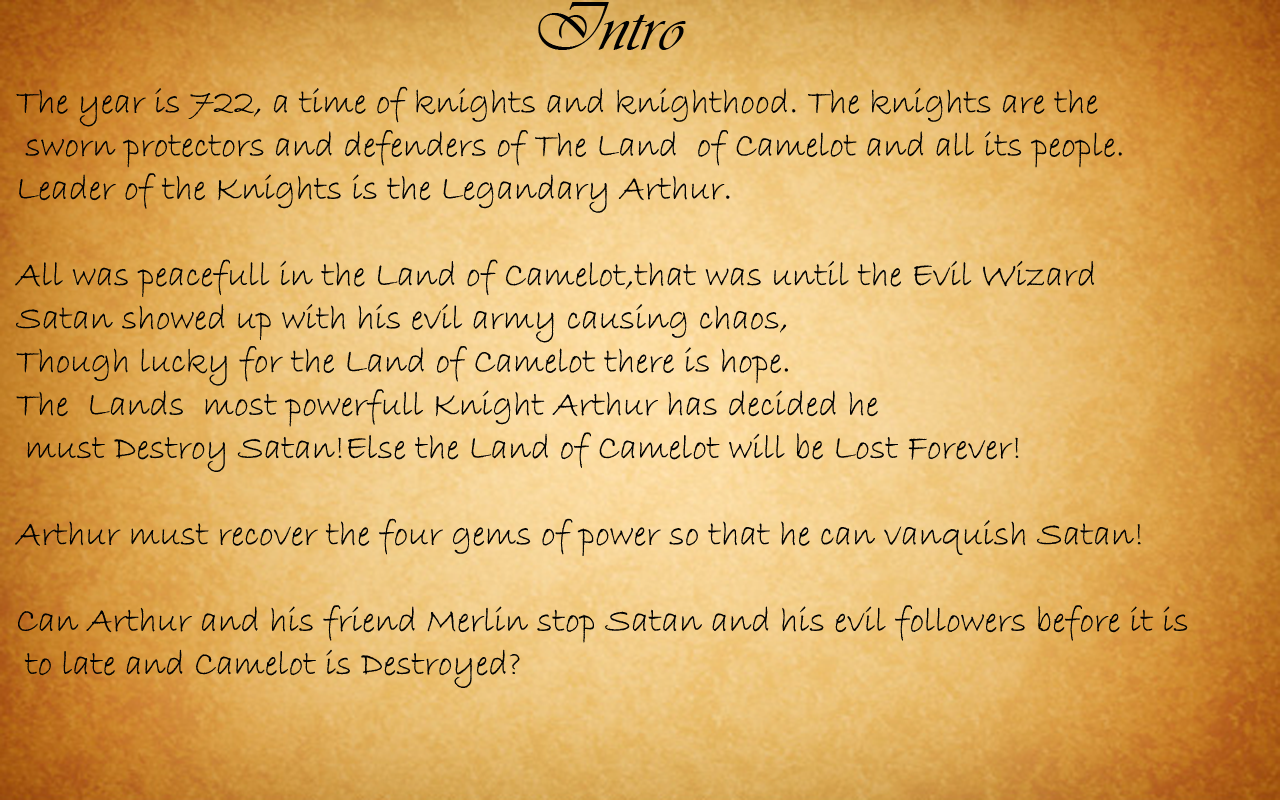 Intro
The year is 722, a time of knights and knighthood. The knights are the
sworn protectors and defenders of The Land of Camelot and all its people.
Leader of the Knights is the Legandary Arthur.
All was peacefull in the Land of Camelot,that was until the Evil Wizard
Satan showed up with his evil army causing chaos,
Though lucky for the Land of Camelot there is hope.
The Lands most powerfull Knight Arthur has decided he
must Destroy Satan!Else the Land of Camelot will be Lost Forever!
Arthur must recover the four gems of power so that he can vanquish Satan!
Can Arthur and his friend Merlin stop Satan and his evil followers before it is
to late and Camelot is Destroyed?